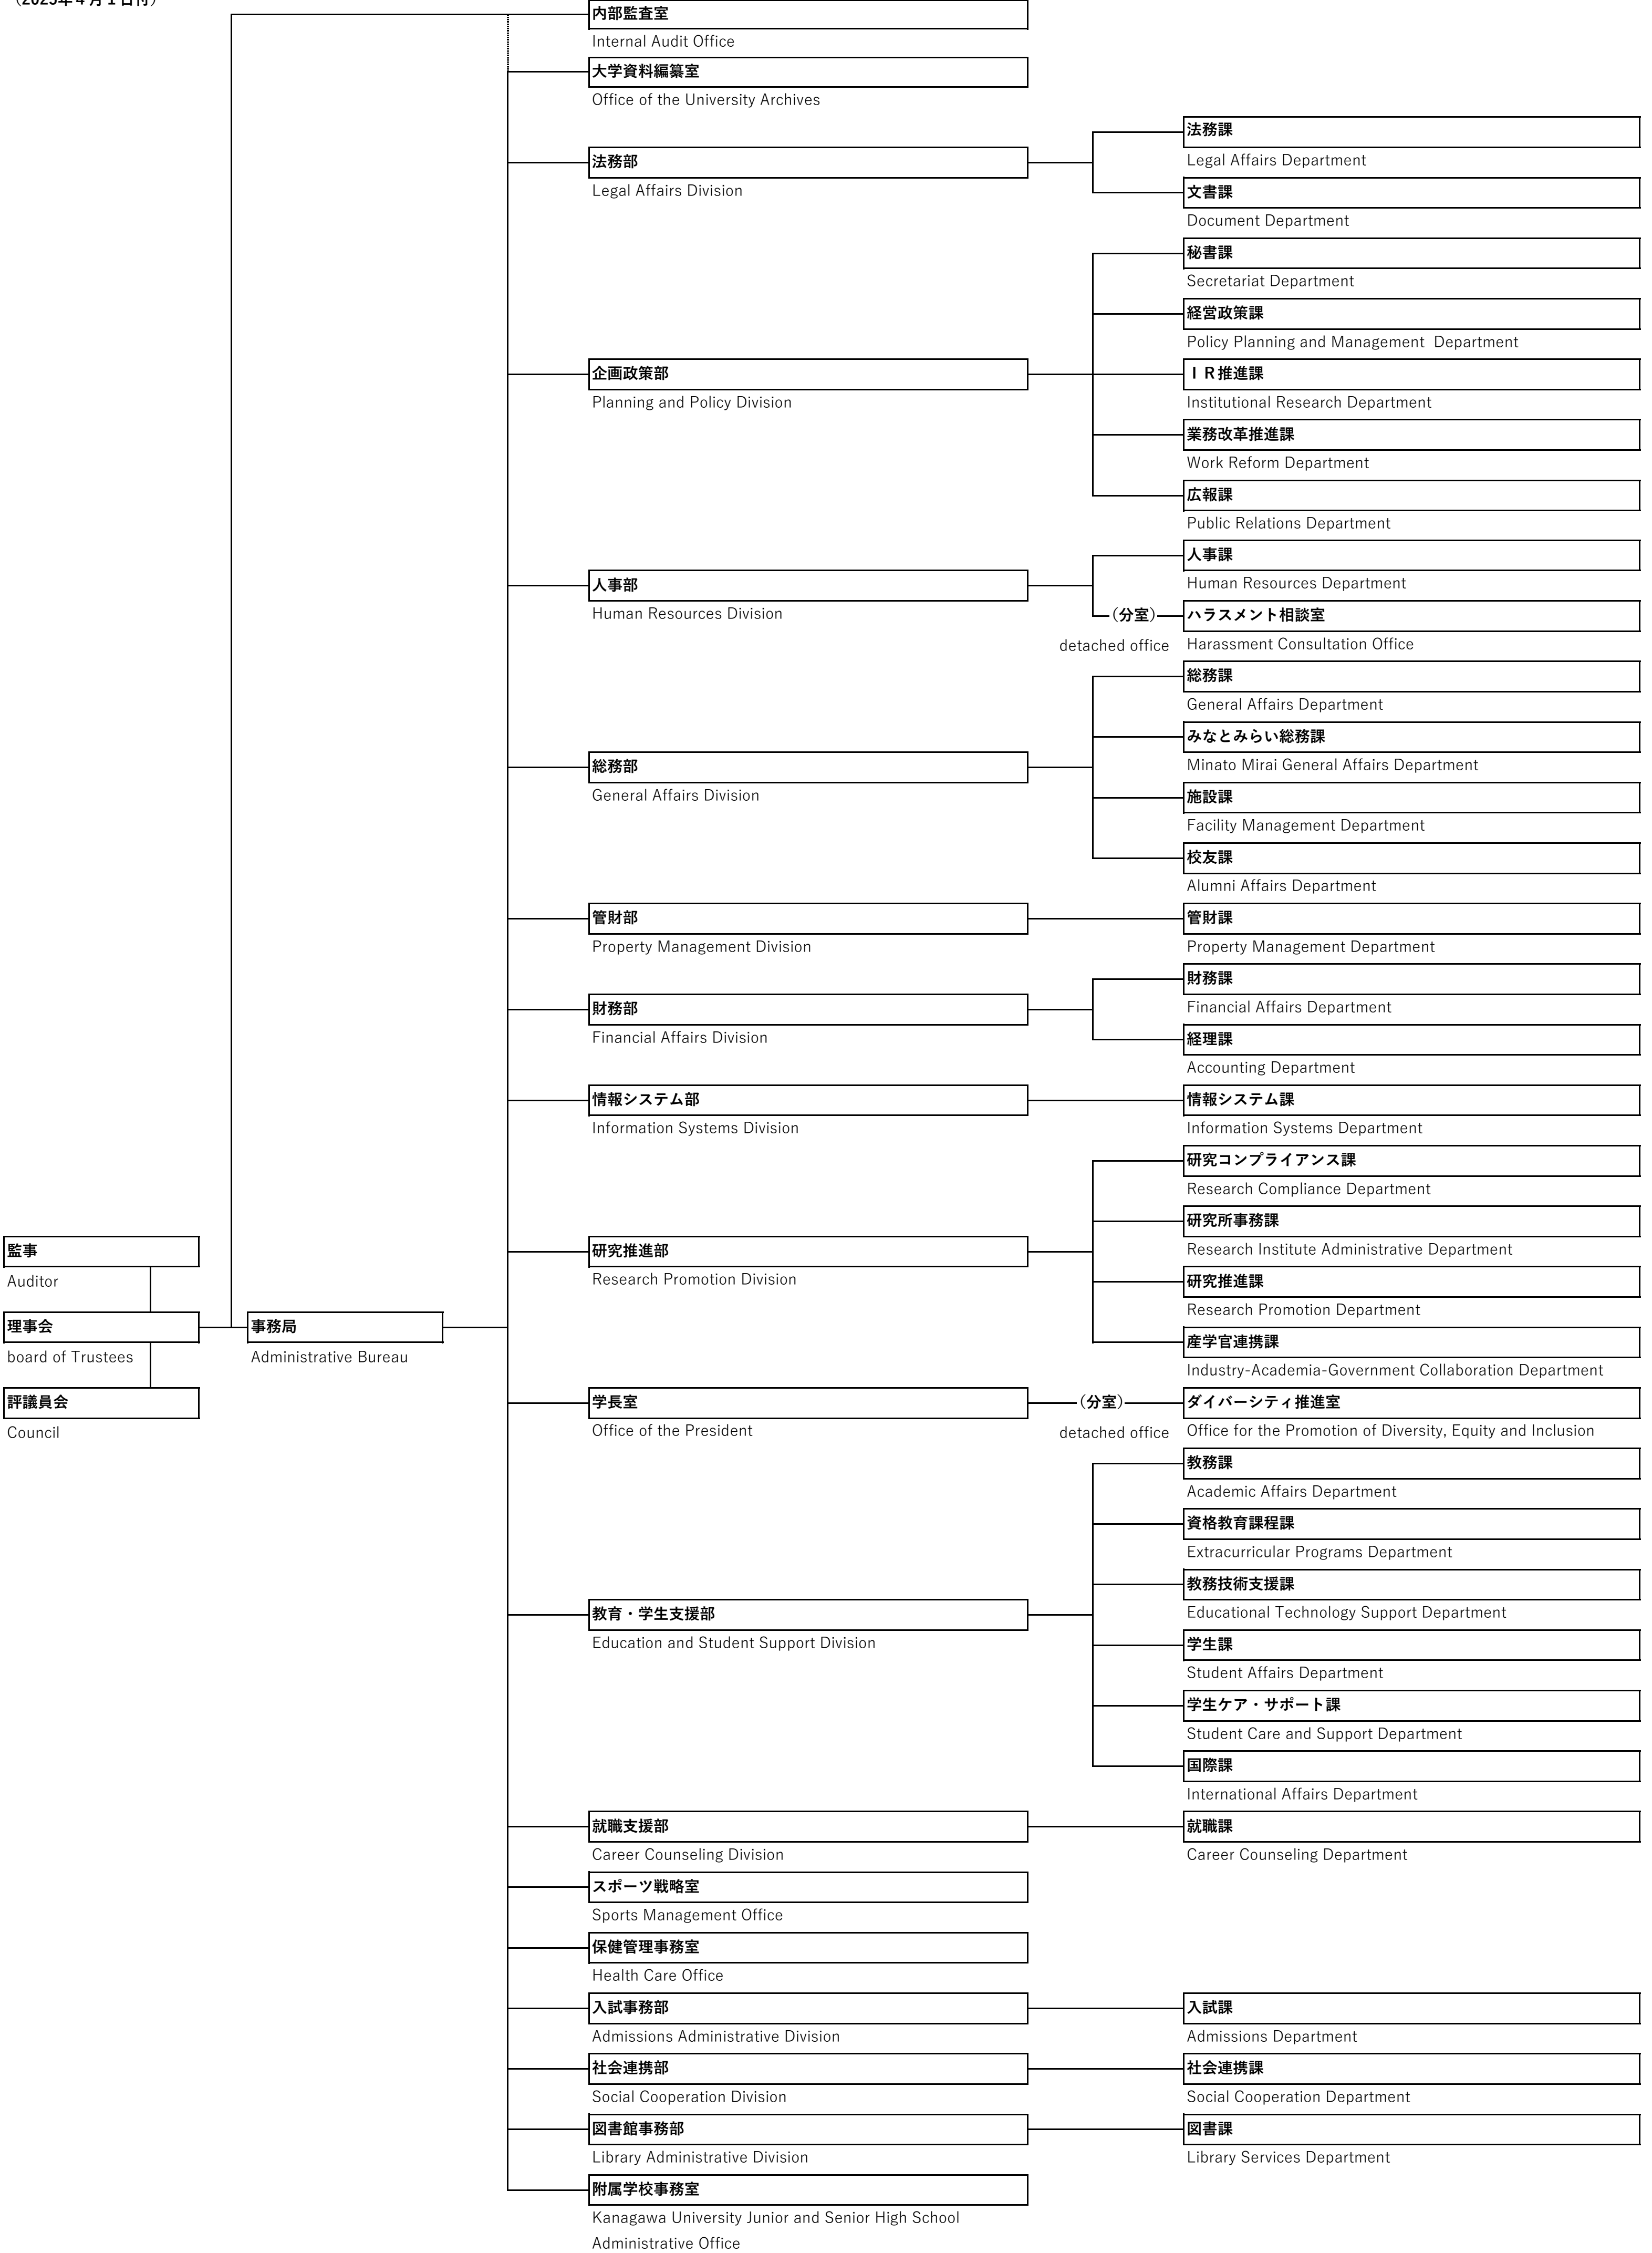 （2025年４月１日付）
内部監査室
Internal Audit Office
大学資料編纂室
Office of the University Archives
法務部
Legal Affairs Division
法務課
Legal Affairs Department
文書課
Document Department
企画政策部
Planning and Policy Division
秘書課
Secretariat Department
経営政策課
Policy Planning and Management Department
ＩＲ推進課
Institutional Research Department
業務改革推進課
Work Reform Department
広報課
Public Relations Department
人事部
Human Resources Division
人事課
Human Resources Department
（分室）
detached office
ハラスメント相談室
Harassment Consultation Office
総務部
General Affairs Division
総務課
General Affairs Department
みなとみらい総務課
Minato Mirai General Affairs Department
施設課
Facility Management Department
校友課
Alumni Affairs Department
管財部
Property Management Division
管財課
Property Management Department
財務部
Financial Affairs Division
財務課
Financial Affairs Department
経理課
Accounting Department
情報システム部
Information Systems Division
情報システム課
Information Systems Department
研究推進部
Research Promotion Division
研究コンプライアンス課
Research Compliance Department
研究所事務課
Research Institute Administrative Department
研究推進課
Research Promotion Department
産学官連携課
Industry-Academia-Government Collaboration Department
監事
Auditor
理事会
board of Trustees
評議員会
Council
事務局
Administrative Bureau
学長室
Office of the President
（分室）
detached office
ダイバーシティ推進室
Office for the Promotion of Diversity, Equity and Inclusion
教育・学生支援部
Education and Student Support Division
教務課
Academic Affairs Department
資格教育課程課
Extracurricular Programs Department
教務技術支援課
Educational Technology Support Department
学生課
Student Affairs Department
学生ケア・サポート課
Student Care and Support Department
国際課
International Affairs Department
就職支援部
Career Counseling Division
就職課
Career Counseling Department
スポーツ戦略室
Sports Management Office
保健管理事務室
Health Care Office
入試事務部
Admissions Administrative Division
入試課
Admissions Department
社会連携部
Social Cooperation Division
社会連携課
Social Cooperation Department
図書館事務部
Library Administrative Division
図書課
Library Services Department
附属学校事務室
Kanagawa University Junior and Senior High School
Administrative Office